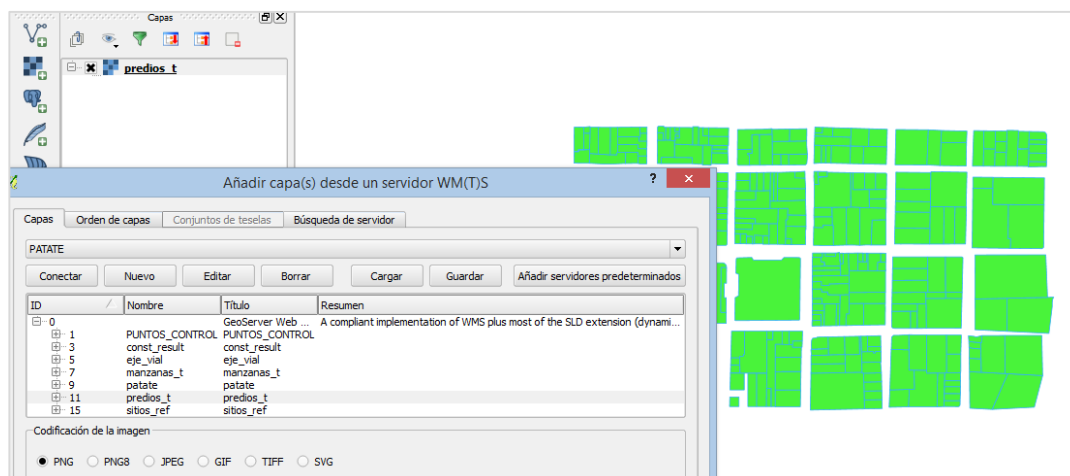 Capas
predios_t
Añadir capa(s) desde un servidor WM(T)S
?
Capas Orden de capas Conjuntos de teselas Búsqueda de servidor
PATATE
Conectar Nuevo Editar Borrar Cargar Guardar Añadir servidores predeterminados
ID Nombre Título Resumen
0 GeoServer Web ... A compliant implementation of WMS plus most of the SLD extension (dynami...
1 PUNTOS_CONTROL PUNTOS_CONTROL
3 const_result const_result
5 eje_vial eje_vial
7 manzanas_t manzanas_t
9 patate patate
11 predios_t predios_t
15 sitios_ref sitios_ref
Codificación de la imagen
PNG PNG8 JPEG GIF TIFF SVG